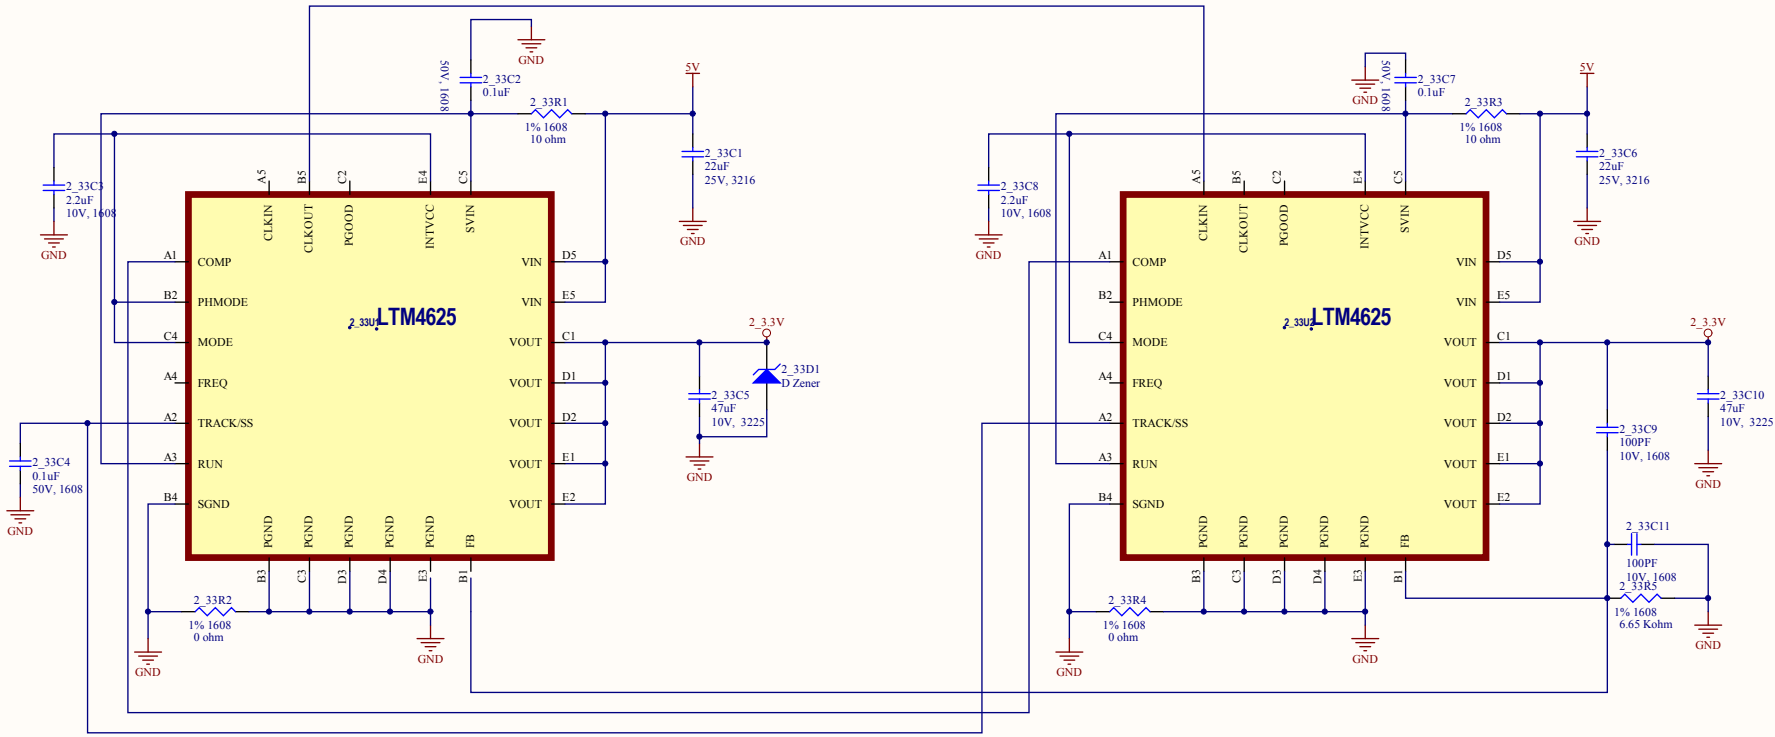 GND
50V, 1608
2_33C2
0.1uF
2_33R1
1% 1608
10 ohm
5V
2_33C1
22uF
25V, 3216
GND
2_33C3
2.2uF
10V, 1608
GND
A5
B5
C2
E4
C5
CLKIN
CLKOUT
PGOOD
INTVCC
SVIN
A1
COMP
B2
PHMODE
C4
MODE
A4
FREQ
A2
TRACK/SS
A3
RUN
B4
SGND
2_33U1
LTM4625
VIN
D5
VIN
E5
VOUT
C1
VOUT
D1
VOUT
D2
VOUT
E1
VOUT
E2
PGND
PGND
PGND
PGND
PGND
FB
B3
C3
D3
D4
E3
B1
2_3.3V
2_33D1
D Zener
2_33C5
47uF
10V, 3225
GND
2_33C4
0.1uF
50V, 1608
GND
2_33R2
1% 1608
0 ohm
GND
GND
GND
50V, 1608
2_33C7
0.1uF
2_33R3
1% 1608
10 ohm
5V
2_33C6
22uF
25V, 3216
GND
2_33C8
2.2uF
10V, 1608
GND
A5
B5
C2
E4
C5
CLKIN
CLKOUT
PGOOD
INTVCC
SVIN
A1
COMP
B2
PHMODE
C4
MODE
A4
FREQ
A2
TRACK/SS
A3
RUN
B4
SGND
2_33U2
LTM4625
VIN
D5
VIN
E5
VOUT
C1
VOUT
D1
VOUT
D2
VOUT
E1
VOUT
E2
PGND
PGND
PGND
PGND
PGND
FB
B3
C3
D3
D4
E3
B1
2_3.3V
2_33C10
47uF
10V, 3225
GND
2_33C9
100PF
10V, 1608
2_33C11
100PF
10V, 1608
2_33R5
1% 1608
6.65 Kohm
GND
2_33R4
1% 1608
0 ohm
GND
GND